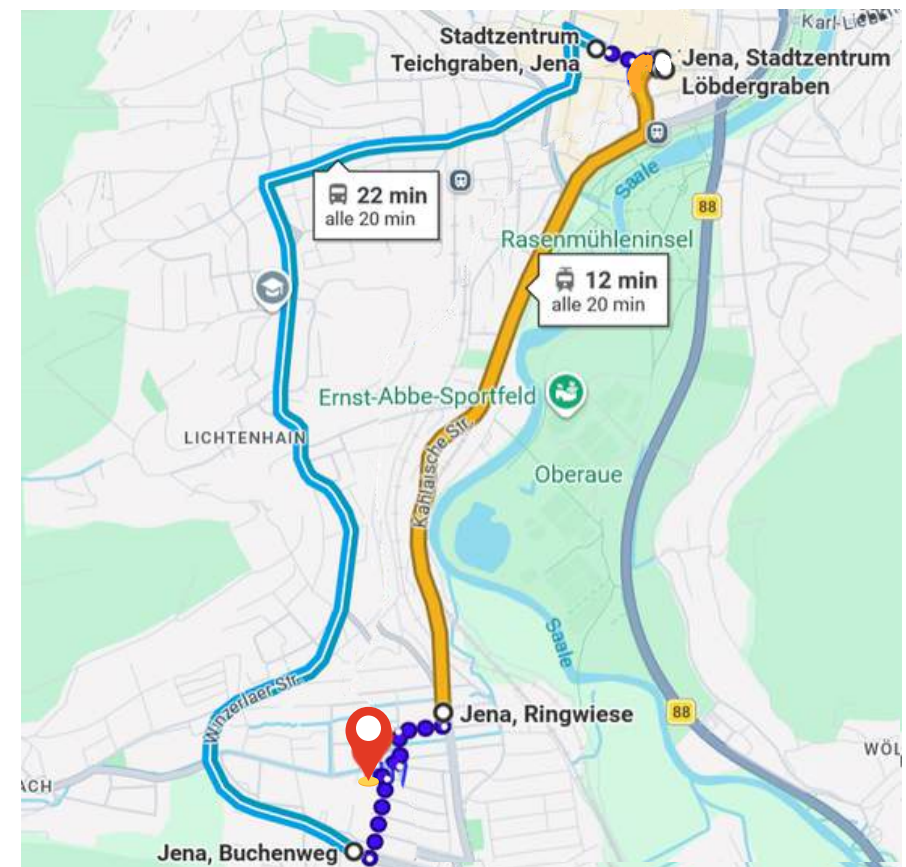 Karl-Lieb
Stadtzentrum
Teichgraben, Jena
Jena, Stadtzentrum
Löbdergraben
Saale
22 min
alle 20 min
88
Rasenmühleninsel
12 min
alle 20 min
Ernst-Abbe-Sportfeld
LICHTENHAIN
Kahlaische Str.
Oberaue
Saale
Winzerlaer Str.
Jena, Ringwiese
88
WÖL
ACH
Jena, Buchenweg